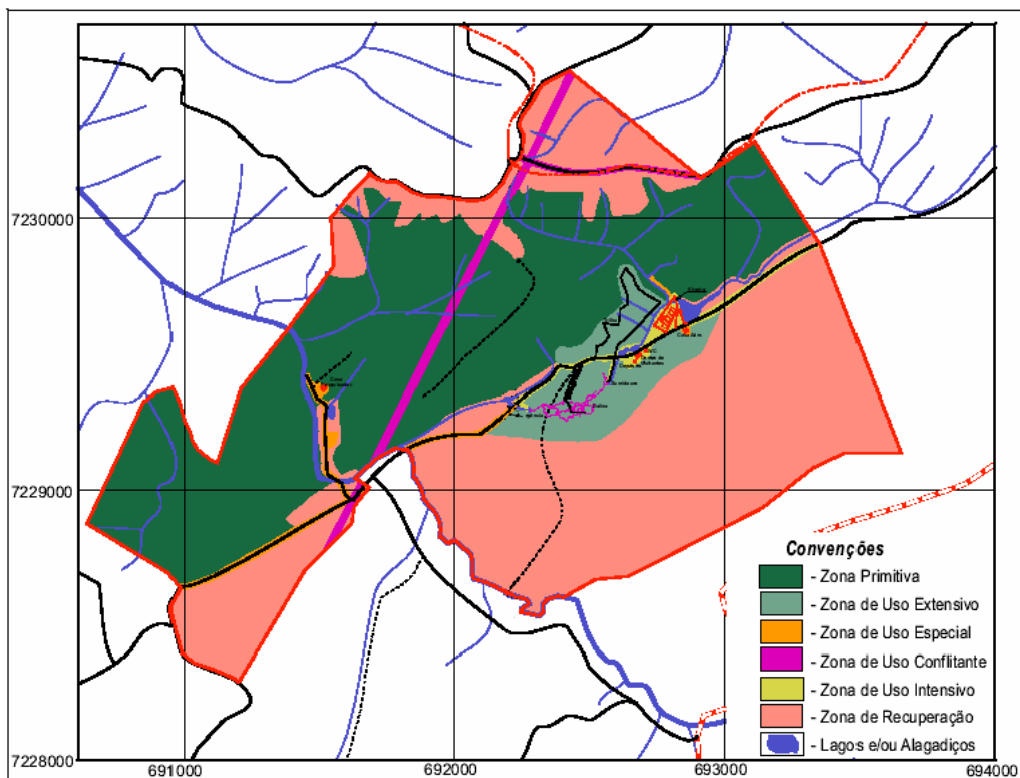 7230000
7229000
7228000
691000
692000
693000
694000
Convenções
- Zona Primitiva
- Zona de Uso Extensivo
- Zona de Uso Especial
- Zona de Uso Conflitante
- Zona de Uso Intensivo
- Zona de Recuperação
- Lagos e/ou Alagadiços